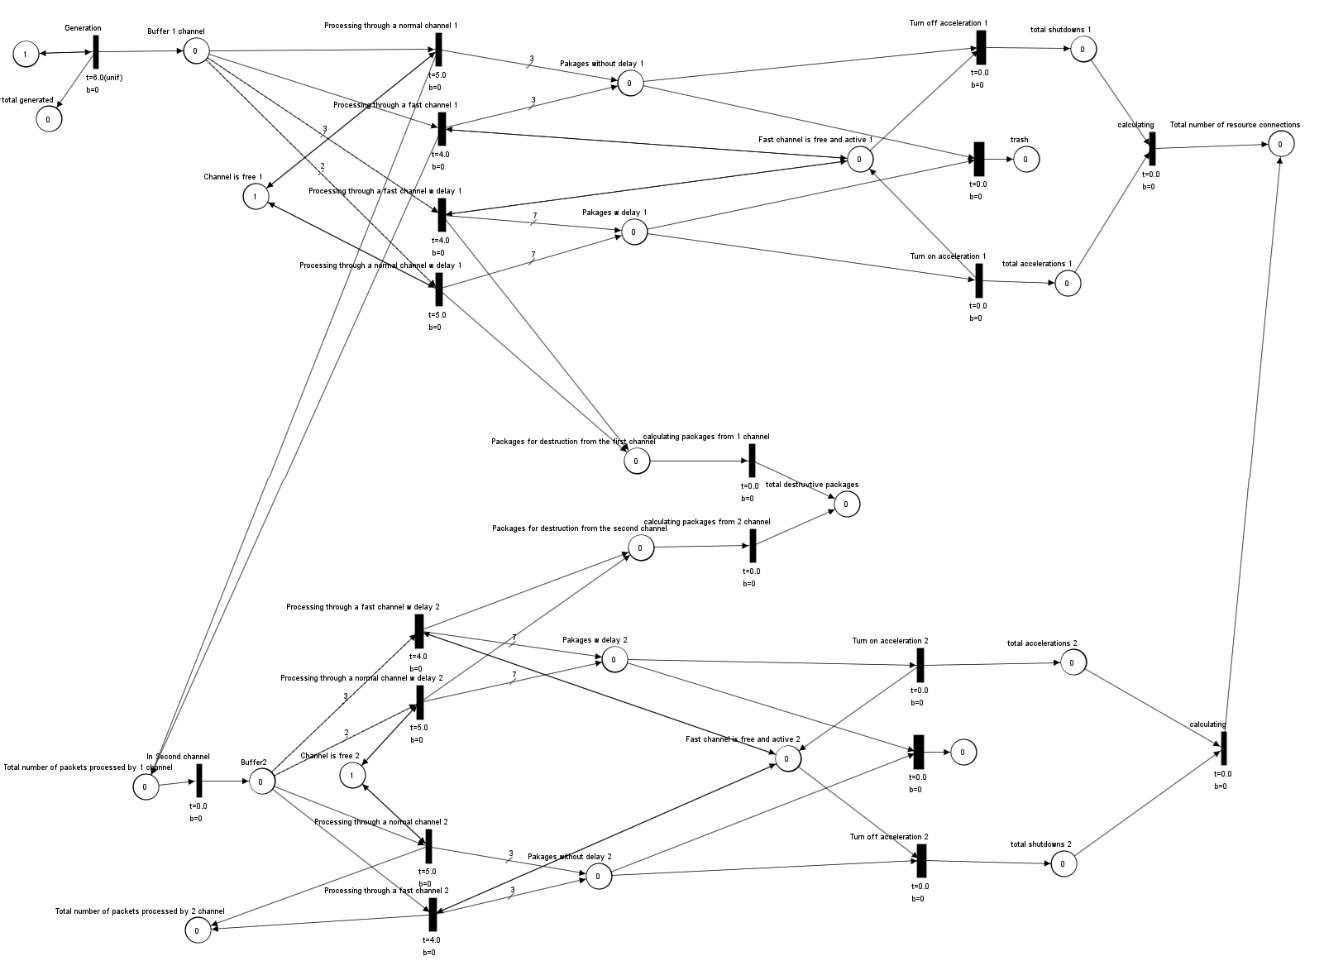 Generation
1
t=6.0(unif)
b=0
total generated
0
Buffer 1 channel
0
Processing through a normal channel 1
t=5.0
b=0
3
Pakages without delay 1
0
Processing through a fast channel 1
3
t=4.0
b=0
3
2
Channel is free 1
1
Processing through a fast channel w delay 1
t=4.0
b=0
7
Pakages w delay 1
0
Processing through a normal channel w delay 1
t=5.0
b=0
7
Turn off acceleration 1
t=0.0
b=0
total shutdowns 1
0
Fast channel is free and active 1
0
trash
0
t=0.0
b=0
calculating
t=0.0
b=0
Total number of resource connections
0
Turn on acceleration 1
t=0.0
b=0
total accelerations 1
0
Packages for destruction from the first channel
0
calculating packages from 1 channel
t=0.0
b=0
total destruvtive packages
0
Packages for destruction from the second channel
0
calculating packages from 2 channel
t=0.0
b=0
Processing through a fast channel w delay 2
t=4.0
b=0
7
Pakages w delay 2
0
Processing through a normal channel w delay 2
t=5.0
b=0
7
3
2
Turn on acceleration 2
t=0.0
b=0
total accelerations 2
0
Fast channel is free and active 2
0
t=0.0
b=0
0
calculating
t=0.0
b=0
In Second channel
t=0.0
b=0
Total number of packets processed by 1 channel
0
Buffer2
0
Channel is free 2
1
Processing through a normal channel 2
t=5.0
b=0
3
Pakages without delay 2
0
Processing through a fast channel 2
t=4.0
b=0
3
Turn off acceleration 2
t=0.0
b=0
total shutdowns 2
0
Total number of packets processed by 2 channel
0